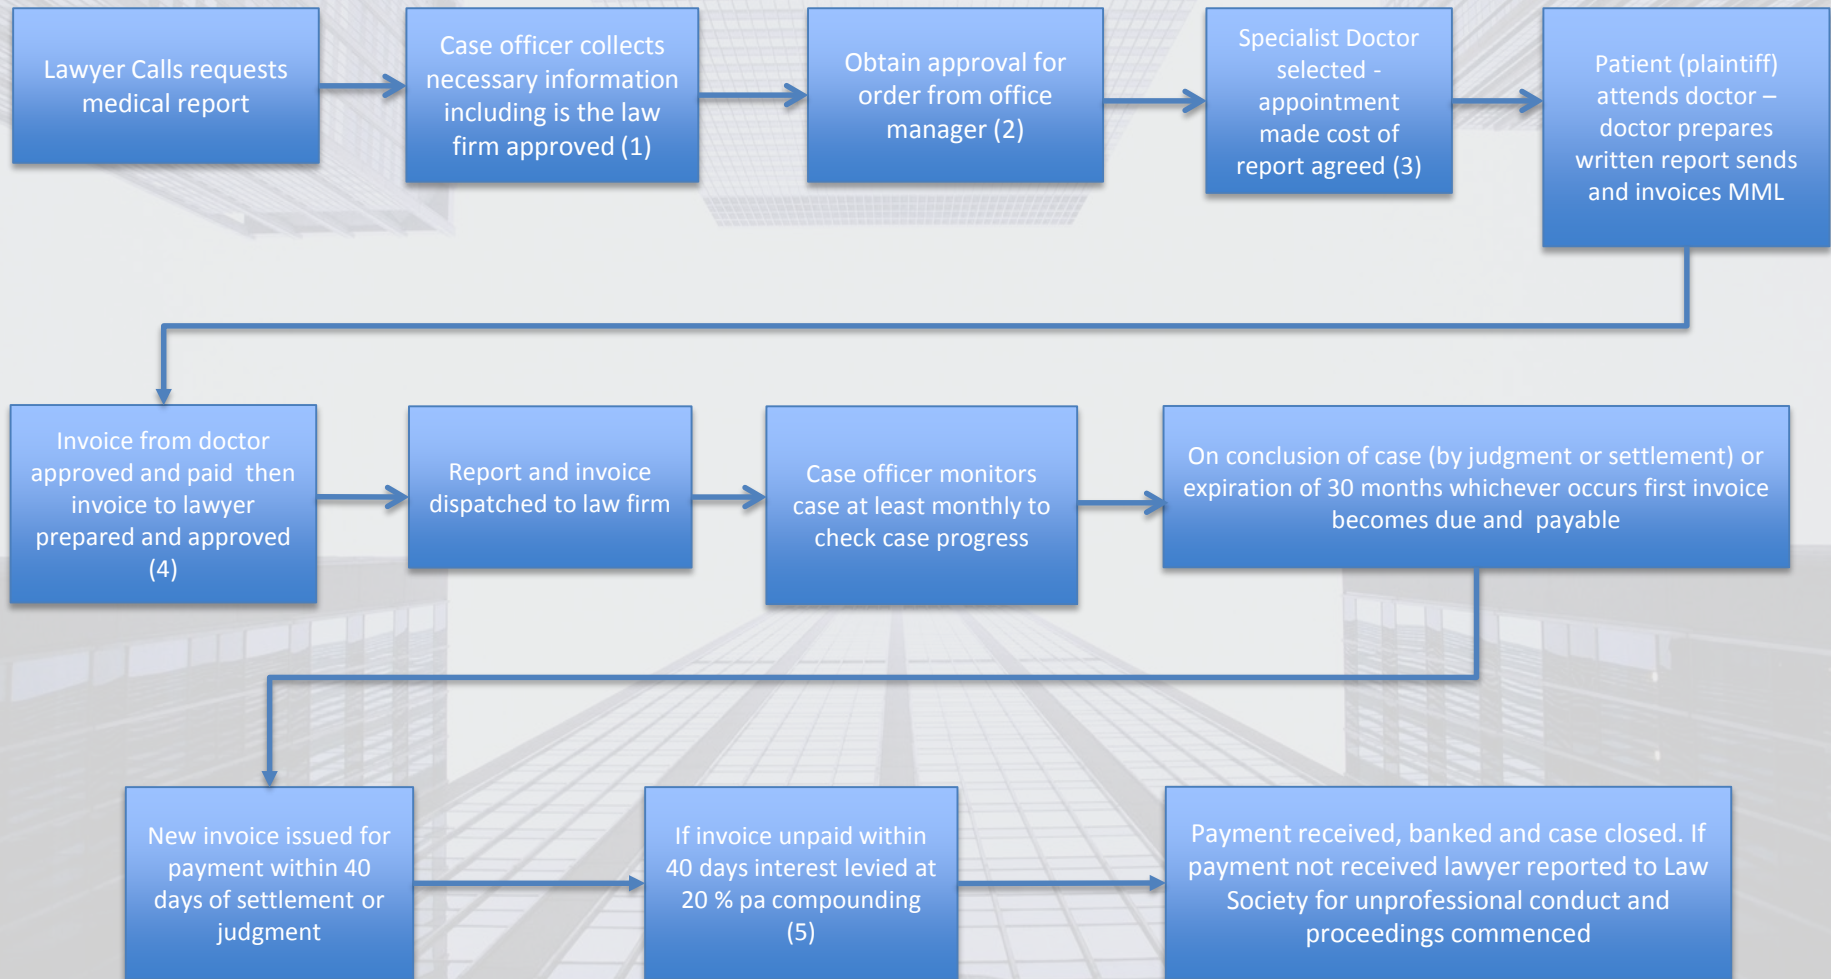 Lawyer Calls requests
medical report
Case officer collects
necessary information
including is the law
firm approved (1)
Obtain approval for
order from office
manager (2)
Specialist Doctor
selected -
appointment
made cost of
report agreed (3)
Patient (plaintiff)
attends doctor –
doctor prepares
written report sends
and invoices MML
Invoice from doctor
approved and paid then
invoice to lawyer
prepared and approved
(4)
Report and invoice
dispatched to law firm
Case officer monitors
case at least monthly to
check case progress
On conclusion of case (by judgment or settlement) or
expiration of 30 months whichever occurs first invoice
becomes due and payable
New invoice issued for
payment within 40
days of settlement or
judgment
If invoice unpaid within
40 days interest levied at
20 % pa compounding
(5)
Payment received, banked and case closed. If
payment not received lawyer reported to Law
Society for unprofessional conduct and
proceedings commenced